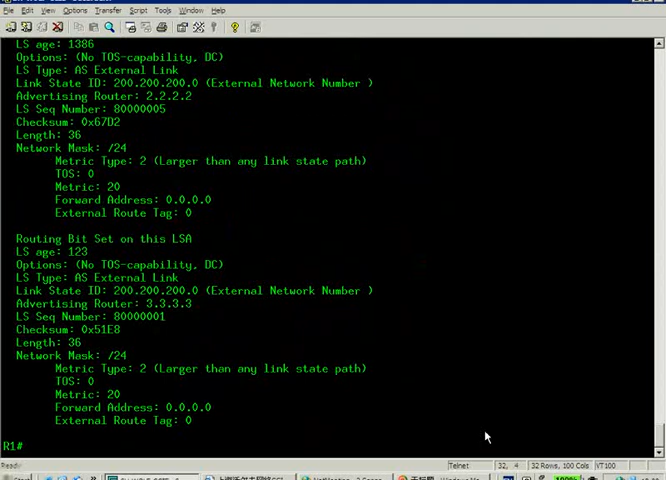 File Edit View Options Transfer Script Tools Window Help
LS age: 1386
Options: (No TOS-capability, DC)
LS Type: AS External Link
Link State ID: 200.200.200.0 (External Network Number )
Advertising Router: 2.2.2.2
LS Seq Number: 80000005
Checksum: 0x67D2
Length: 36
Network Mask: /24
Metric Type: 2 (Larger than any link state path)
TOS: 0
Metric: 20
Forward Address: 0.0.0.0
External Route Tag: 0
Routing Bit Set on this LSA
LS age: 123
Options: (No TOS-capability, DC)
LS Type: AS External Link
Link State ID: 200.200.200.0 (External Network Number )
Advertising Router: 3.3.3.3
LS Seq Number: 80000001
Checksum: 0x51E8
Length: 36
Network Mask: /24
Metric Type: 2 (Larger than any link state path)
TOS: 0
Metric: 20
Forward Address: 0.0.0.0
External Route Tag: 0
R1#
Ready Telnet 32, 4 32 Rows, 100 Cols VT100